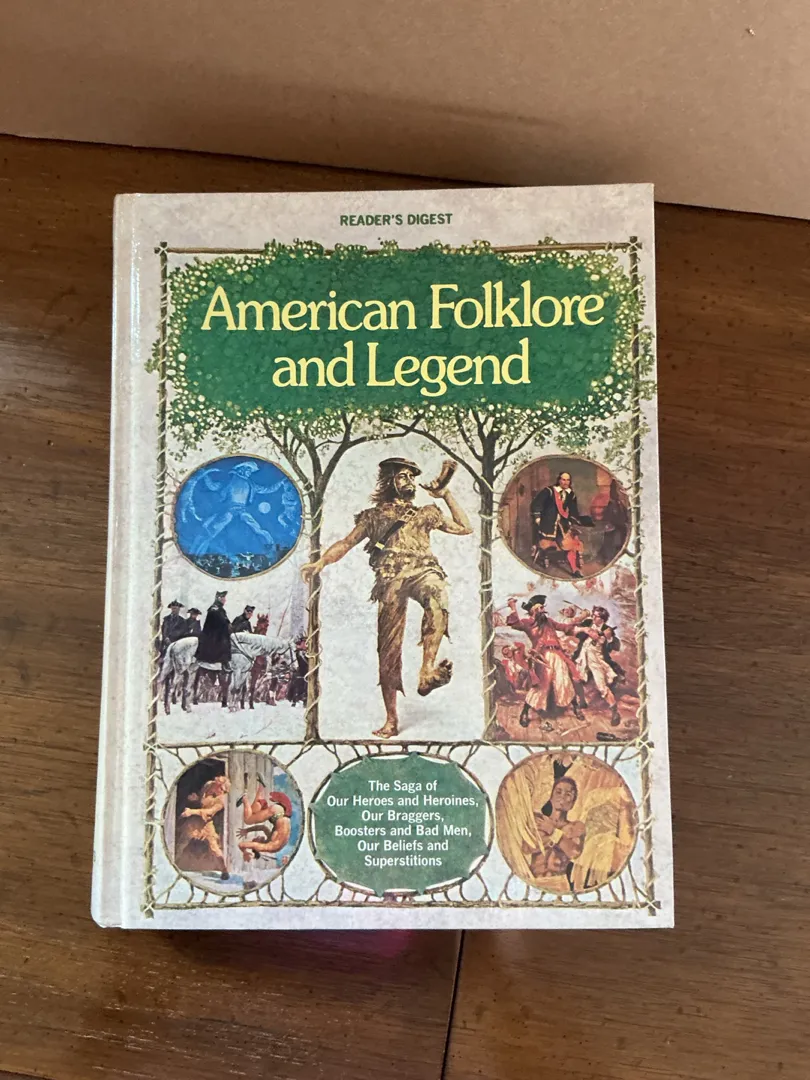 READER'S DIGEST
American Folklore
and Legend
The Saga of
Our Heroes and Heroines,
Our Braggers,
Boosters and Bad Men,
Our Beliefs and
Superstitions